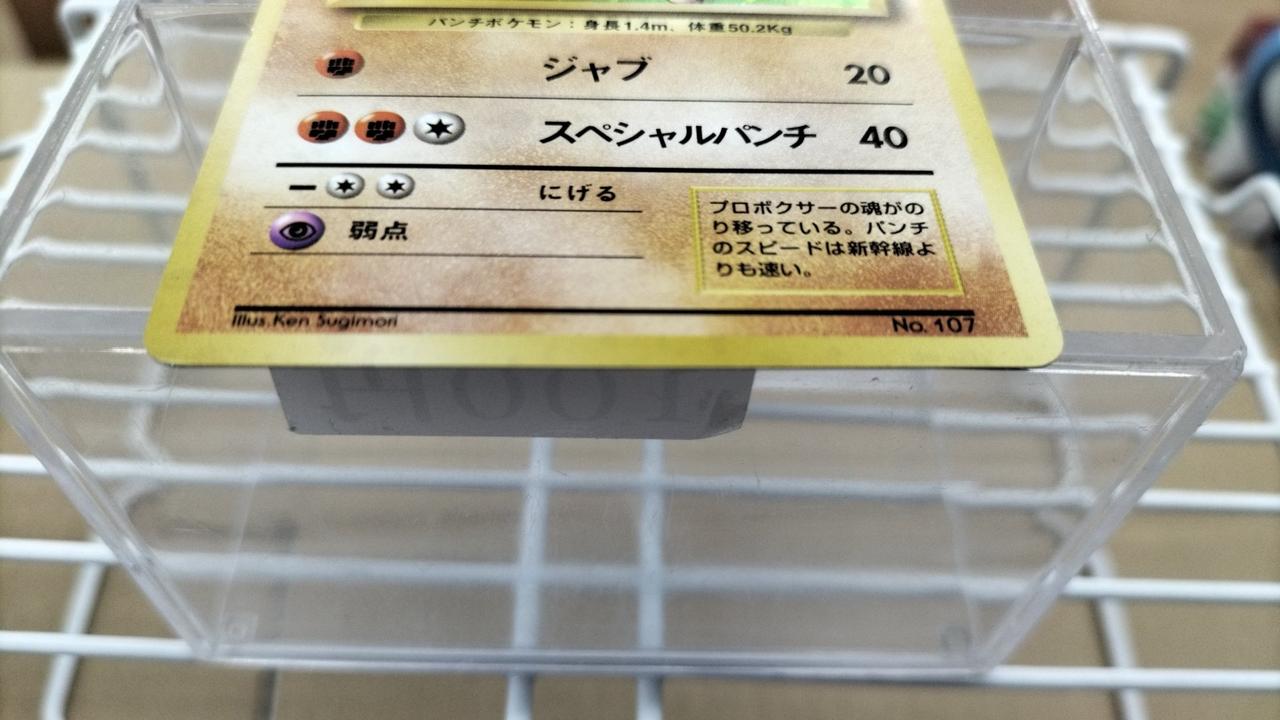 パンチポケモン：身長1.4m、体重50.2Kg
ジャブ 20
スペシャルパンチ 40
ーにげる
弱点
プロボクサーの魂がの
り移っている。パンチ
のスピードは新幹線よ
りも速い。
Illus.Ken Sugimori No. 107